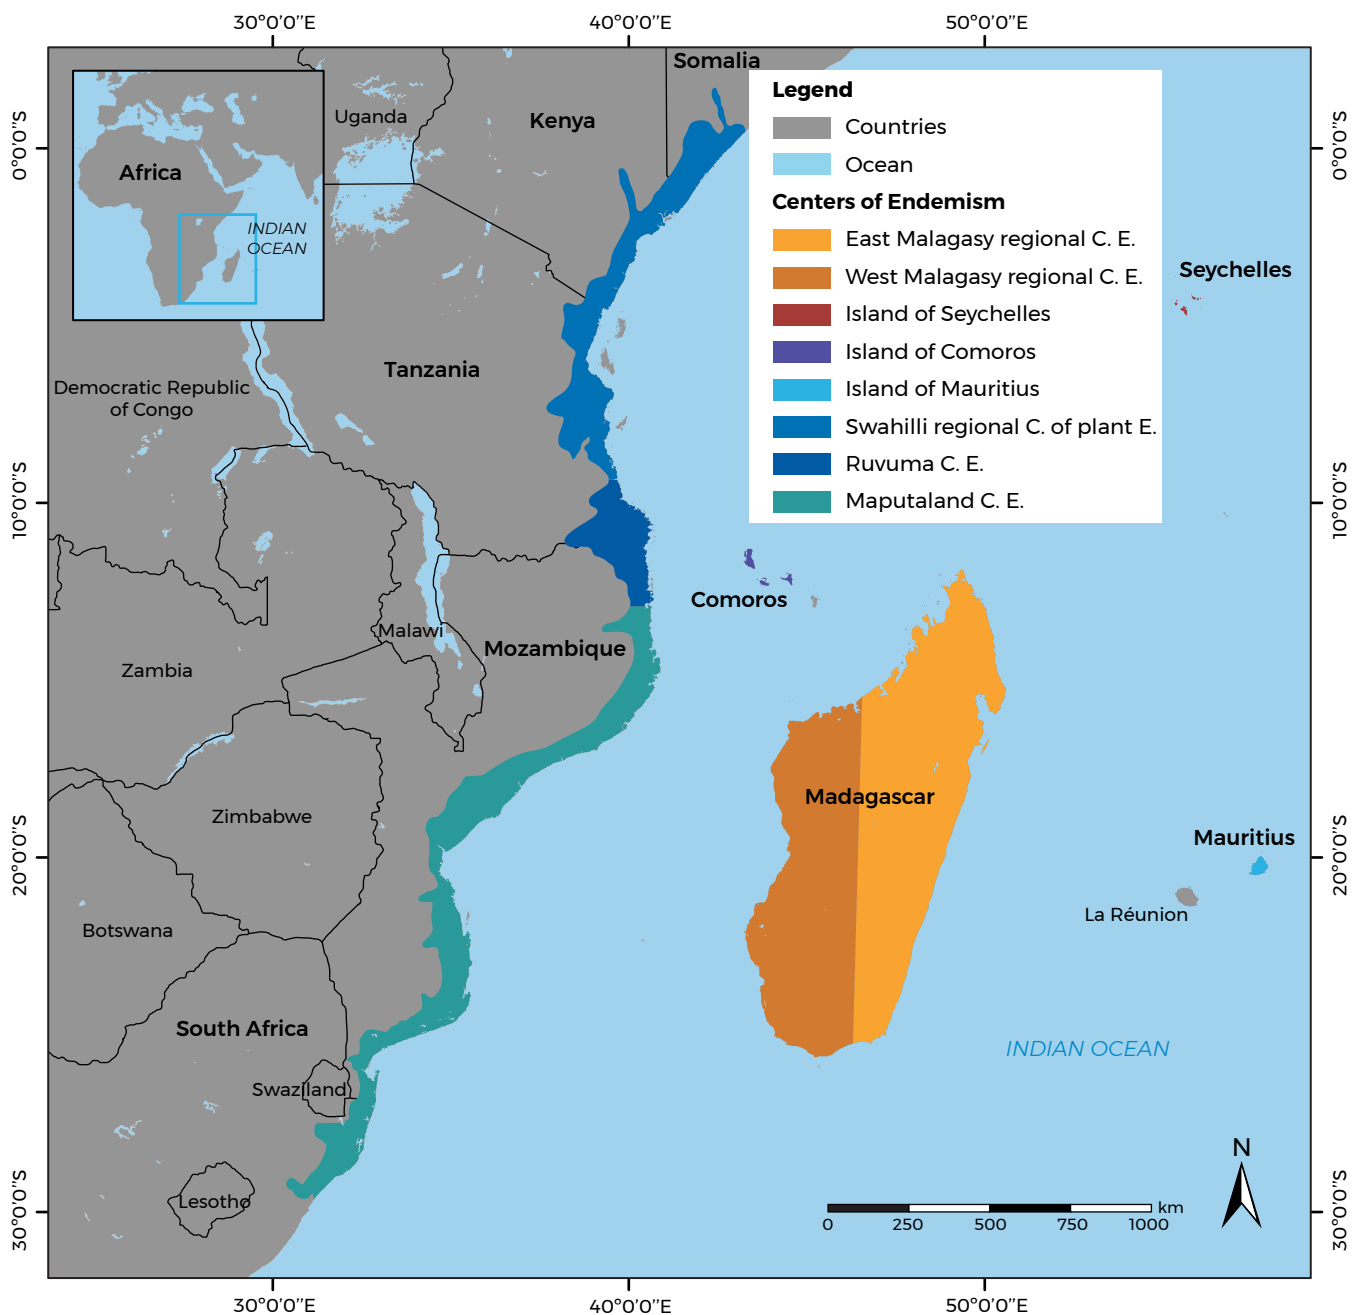 30°0'0"E
40°0'0"E
50°0'0"E
Somalia
Uganda
Kenya
Africa
INDIAN
OCEAN
Legend
Countries
Ocean
Centers of Endemism
East Malagasy regional C. E.
West Malagasy regional C. E.
Island of Seychelles
Island of Comoros
Island of Mauritius
Swahilli regional C. of plant E.
Ruvuma C. E.
Maputaland C. E.
0°0'0"S
0°0'0"S
Seychelles
Tanzania
Democratic Republic
of Congo
10°0'0"S
10°0'0"S
Comoros
Malawi
Mozambique
Zambia
Madagascar
Zimbabwe
Mauritius
20°0'0"S
20°0'0"S
La Réunion
Botswana
South Africa
INDIAN OCEAN
Swaziland
Lesotho
N
km
0
250
500
750
1000
30°0'0"S
30°0'0"S
30°0'0"E
40°0'0"E
50°0'0"E